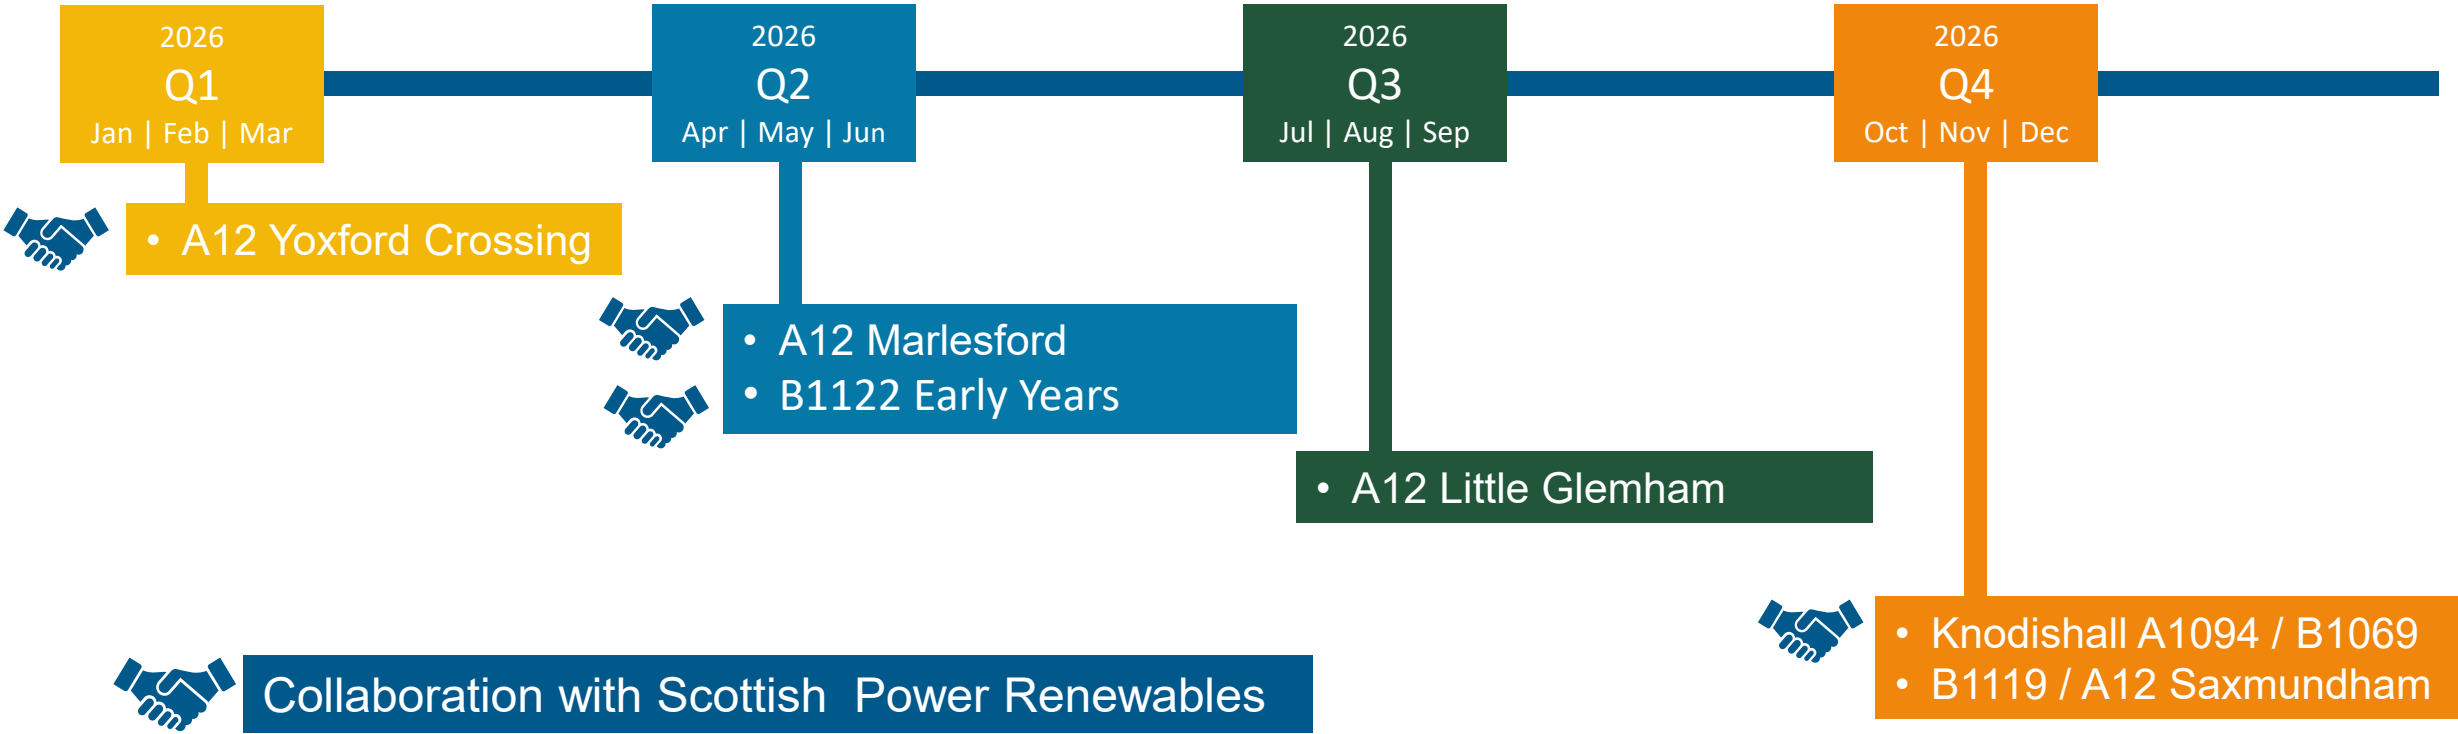 2026
Q1
Jan | Feb | Mar
2026
Q2
Apr | May | Jun
2026
Q3
Jul | Aug | Sep
2026
Q4
Oct | Nov | Dec
• A12 Yoxford Crossing
• A12 Marlesford
• B1122 Early Years
• A12 Little Glemham
• Knodishall A1094 / B1069
• B1119 / A12 Saxmundham
Collaboration with Scottish  Power Renewables